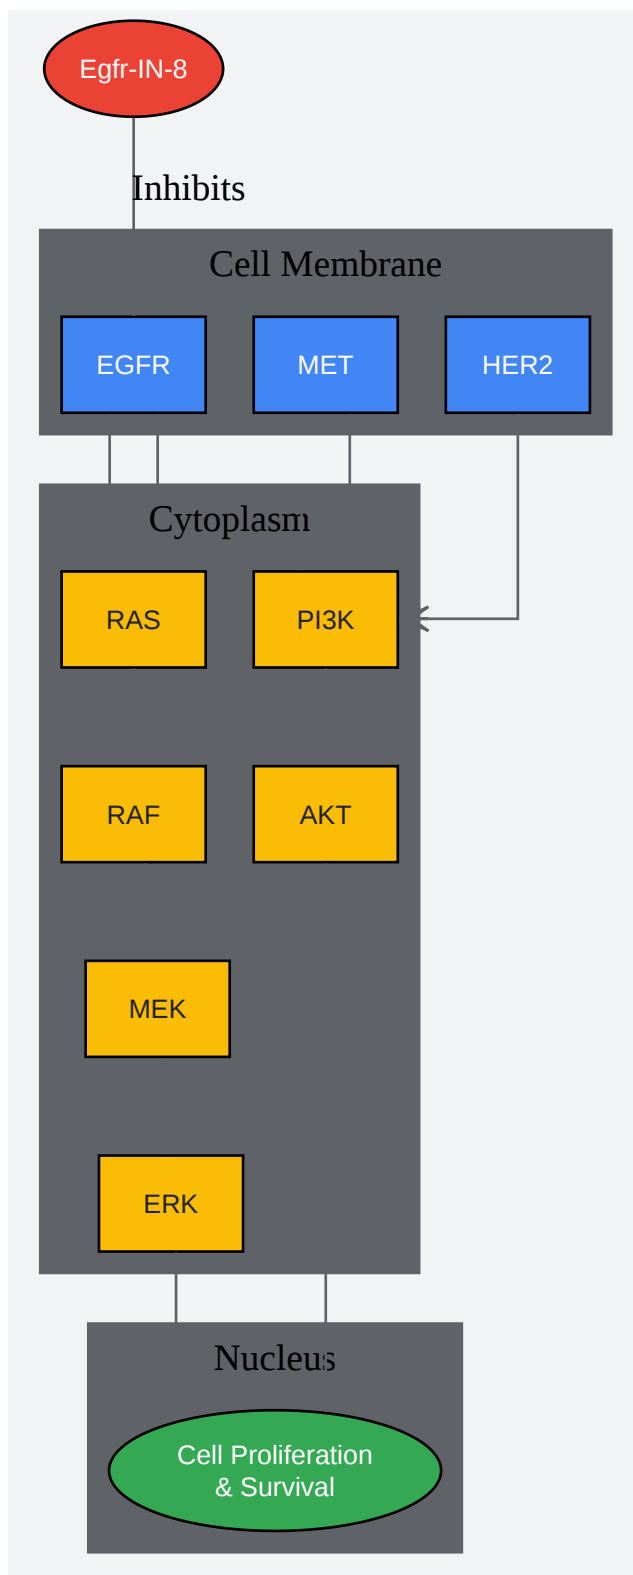 Egfr-IN-8
Inhibits
Cell Membrane
EGFR
MET
HER2
Cytoplasm
RAS
PI3K
RAF
AKT
MEK
ERK
Nucleus
Cell Proliferation
& Survival